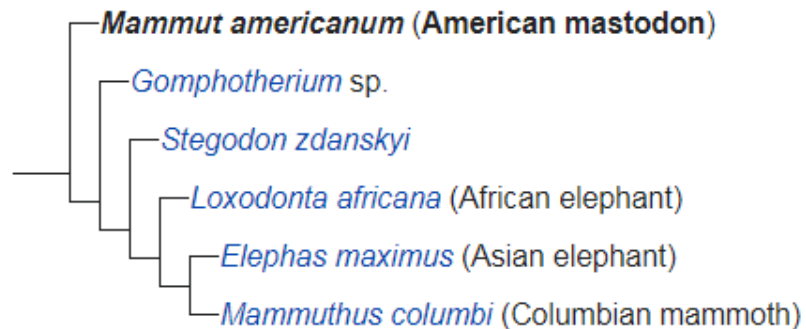 Mammut americanum (American mastodon)
Gomphotherium sp.
Stegodon zdanskyi
Loxodonta africana (African elephant)
Elephas maximus (Asian elephant)
Mammuthus columbi (Columbian mammoth)